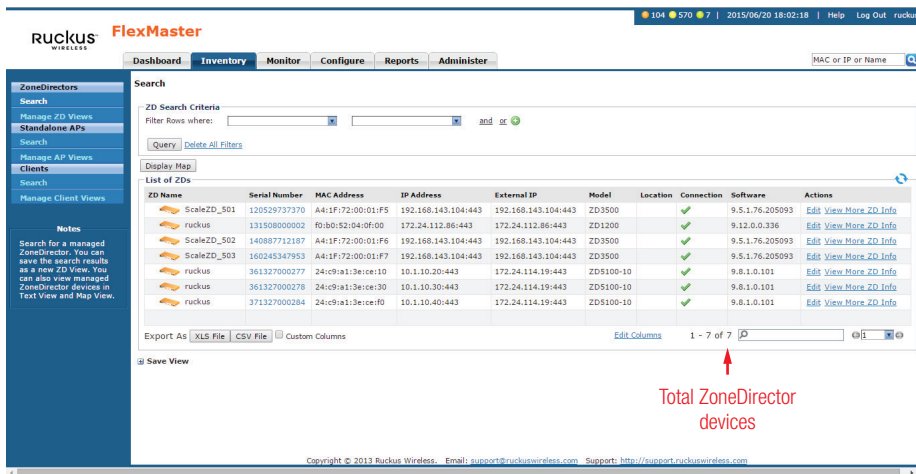 104 570 7 | 2015/06/20 18:02:18 | Help Log Out ruckus
RUCKUS WIRELESS
FlexMaster
Dashboard Inventory Monitor Configure Reports Administer
MAC or IP or Name
ZoneDirectors
Search
Manage ZD Views
Standalone APs
Search
Manage AP Views
Clients
Search
Manage Client Views
Notes
Search for a managed
ZoneDirector. You can
save the search results
as a new ZD View. You
can also view managed
ZoneDirector devices in
Text View and Map View.
Search
ZD Search Criteria
Filter Rows where: and or
Query Delete All Filters
Display Map
List of ZDs
ZD Name Serial Number MAC Address IP Address External IP Model Location Connection Software Actions
ScaleZD_501 120529737370 A4:1F:72:00:01:F5 192.168.143.104:443 192.168.143.104:443 ZD3500 9.5.1.76.205093 Edit View More ZD Info
ruckus 131508000002 f0:b0:52:04:0f:00 172.24.112.86:443 172.24.112.86:443 ZD1200 9.12.0.0.336 Edit View More ZD Info
ScaleZD_502 140887712187 A4:1F:72:00:01:F6 192.168.143.104:443 192.168.143.104:443 ZD3500 9.5.1.76.205093 Edit View More ZD Info
ScaleZD_503 160245347953 A4:1F:72:00:01:F7 192.168.143.104:443 192.168.143.104:443 ZD3500 9.5.1.76.205093 Edit View More ZD Info
ruckus 361327000277 24:c9:a1:3e:ce:10 10.1.10.20:443 172.24.114.19:443 ZD5100-10 9.8.1.0.101 Edit View More ZD Info
ruckus 361327000278 24:c9:a1:3e:ce:30 10.1.10.30:443 172.24.114.19:443 ZD5100-10 9.8.1.0.101 Edit View More ZD Info
ruckus 371327000284 24:c9:a1:3e:ce:f0 10.1.10.40:443 172.24.114.19:443 ZD5100-10 9.8.1.0.101 Edit View More ZD Info
Export As XLS File CSV File Custom Columns Edit Columns 1 - 7 of 7 1
Save View
Total ZoneDirector
devices
Copyright © 2013 Ruckus Wireless. Email: support@ruckuswireless.com Support: http://support.ruckuswireless.com